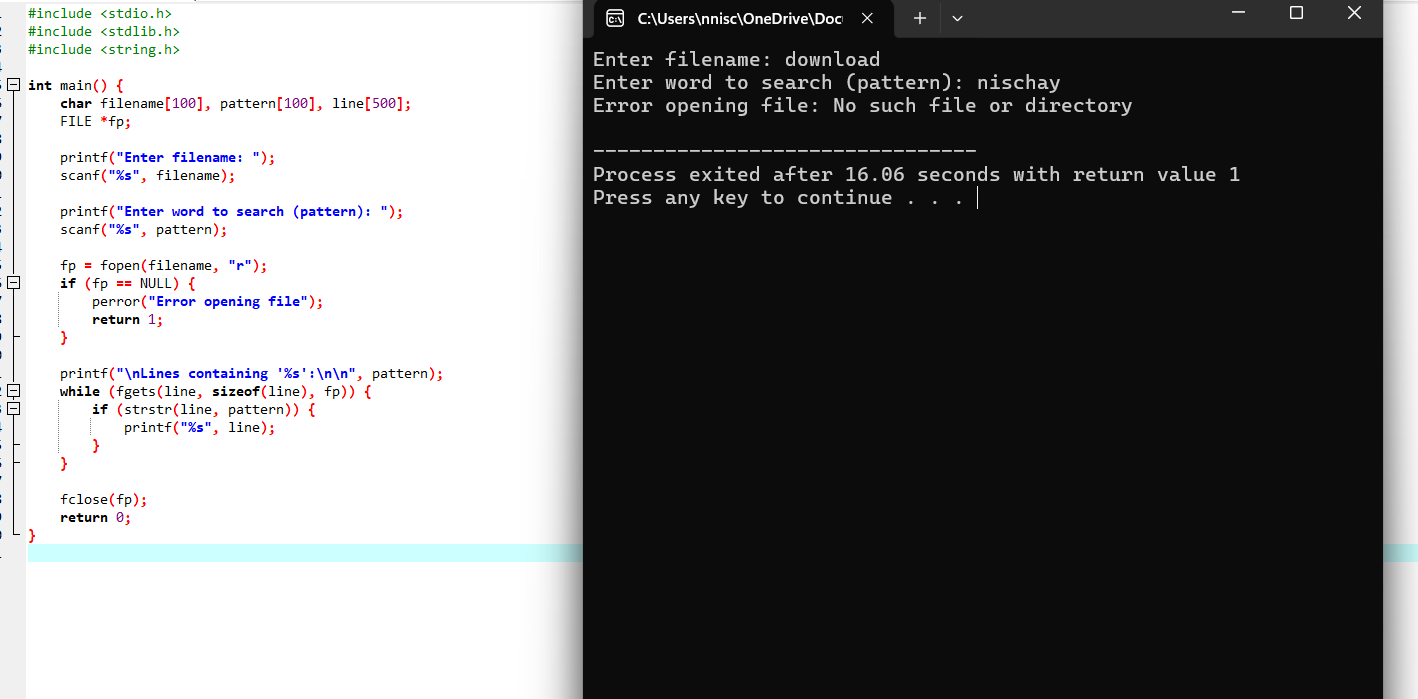 #include <stdio.h>
#include <stdlib.h>
#include <string.h>
int main() {
char filename[100], pattern[100], line[500];
FILE *fp;
printf("Enter filename: ");
scanf("%s", filename);
printf("Enter word to search (pattern): ");
scanf("%s", pattern);
fp = fopen(filename, "r");
if (fp == NULL) {
perror("Error opening file");
return 1;
}
printf("\nLines containing '%s':\n\n", pattern);
while (fgets(line, sizeof(line), fp)) {
if (strstr(line, pattern)) {
printf("%s", line);
}
}
fclose(fp);
return 0;
}
C:\Users\nnisc\OneDrive\Doc
Enter filename: download
Enter word to search (pattern): nischay
Error opening file: No such file or directory
--------------------------------
Process exited after 16.06 seconds with return value 1
Press any key to continue . . .